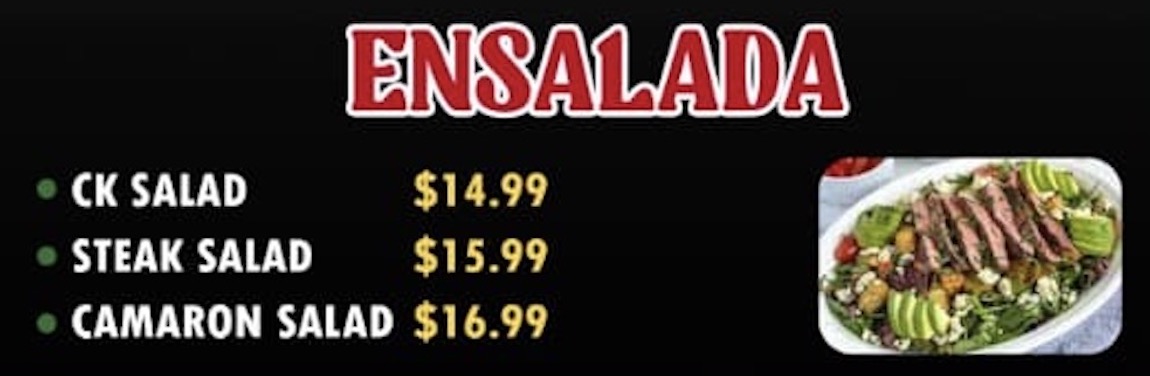 ENSALADA
CK SALAD $14.99
STEAK SALAD $15.99
CAMARON SALAD $16.99